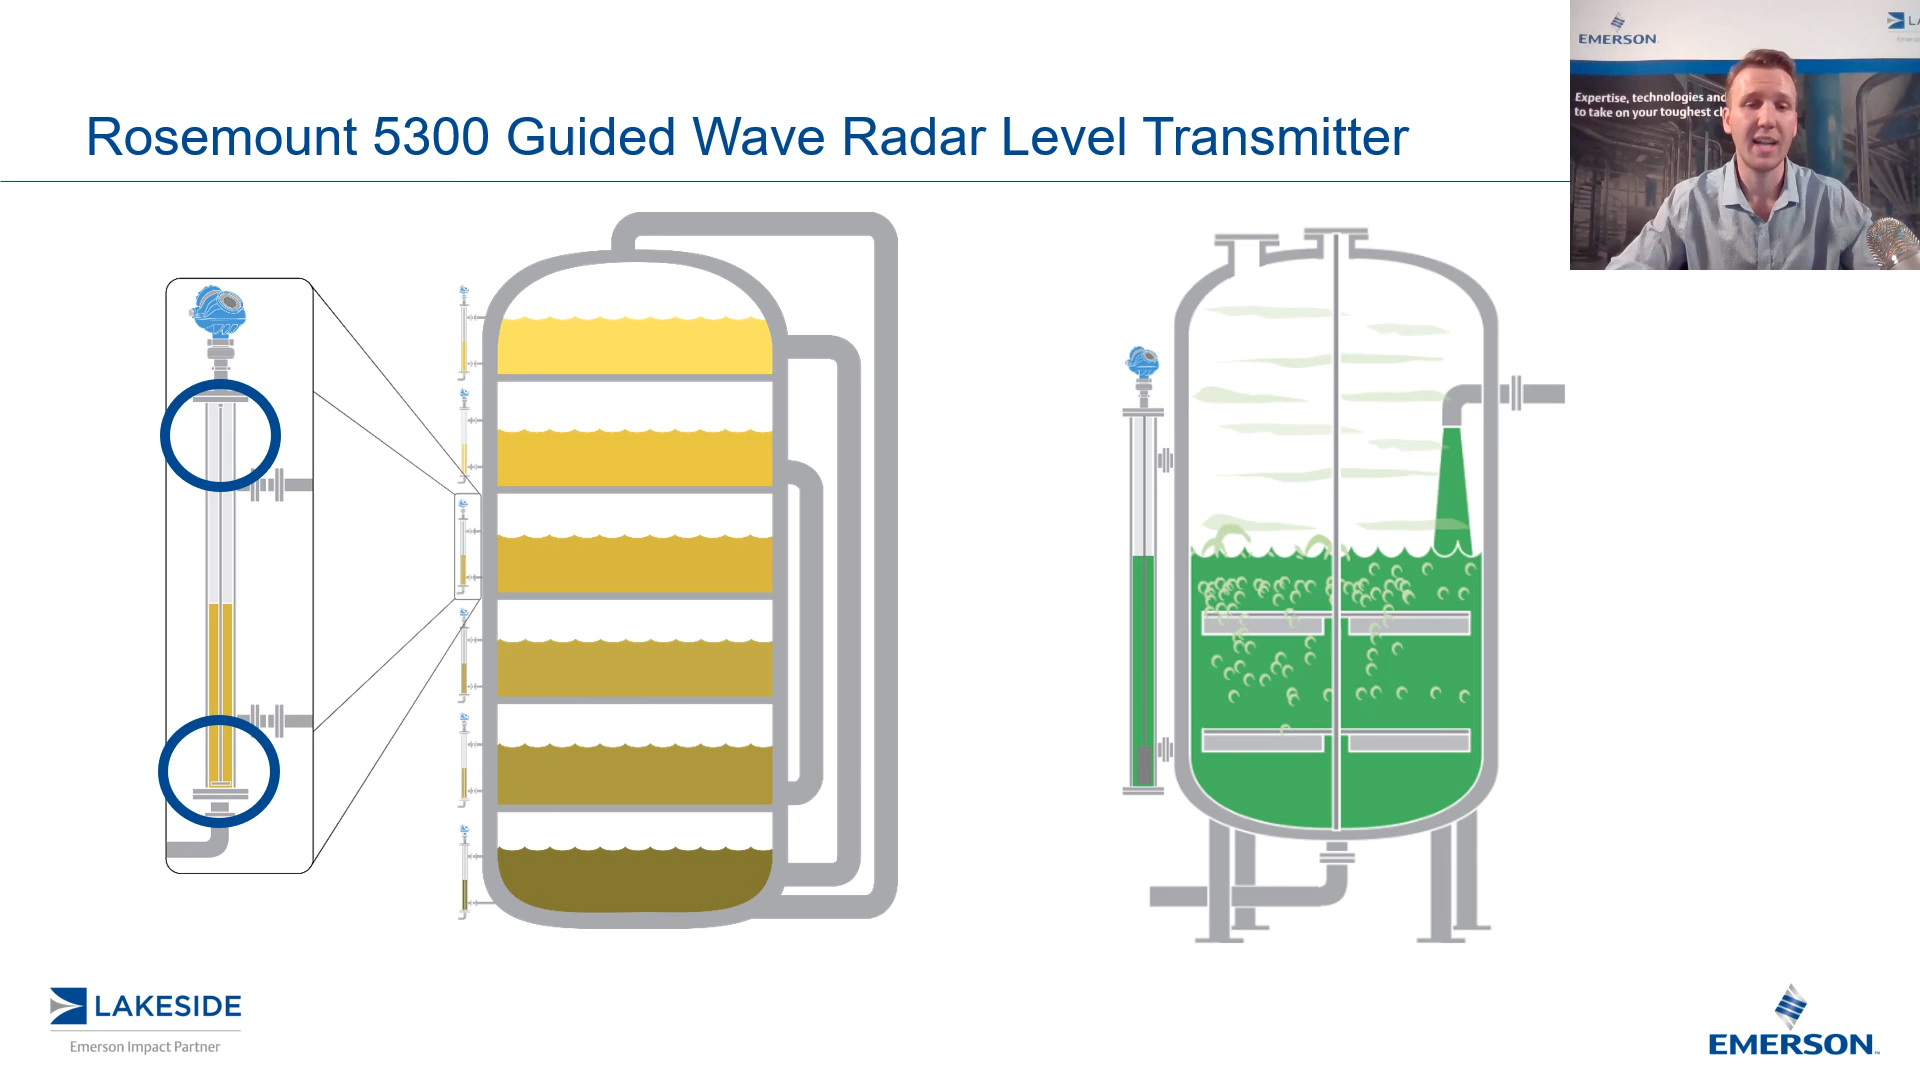 EMERSON
Expertise, technologies and
to take on your toughest
Rosemount 5300 Guided Wave Radar Level Transmitter
LAKESIDE
Emerson Impact Partner
EMERSON